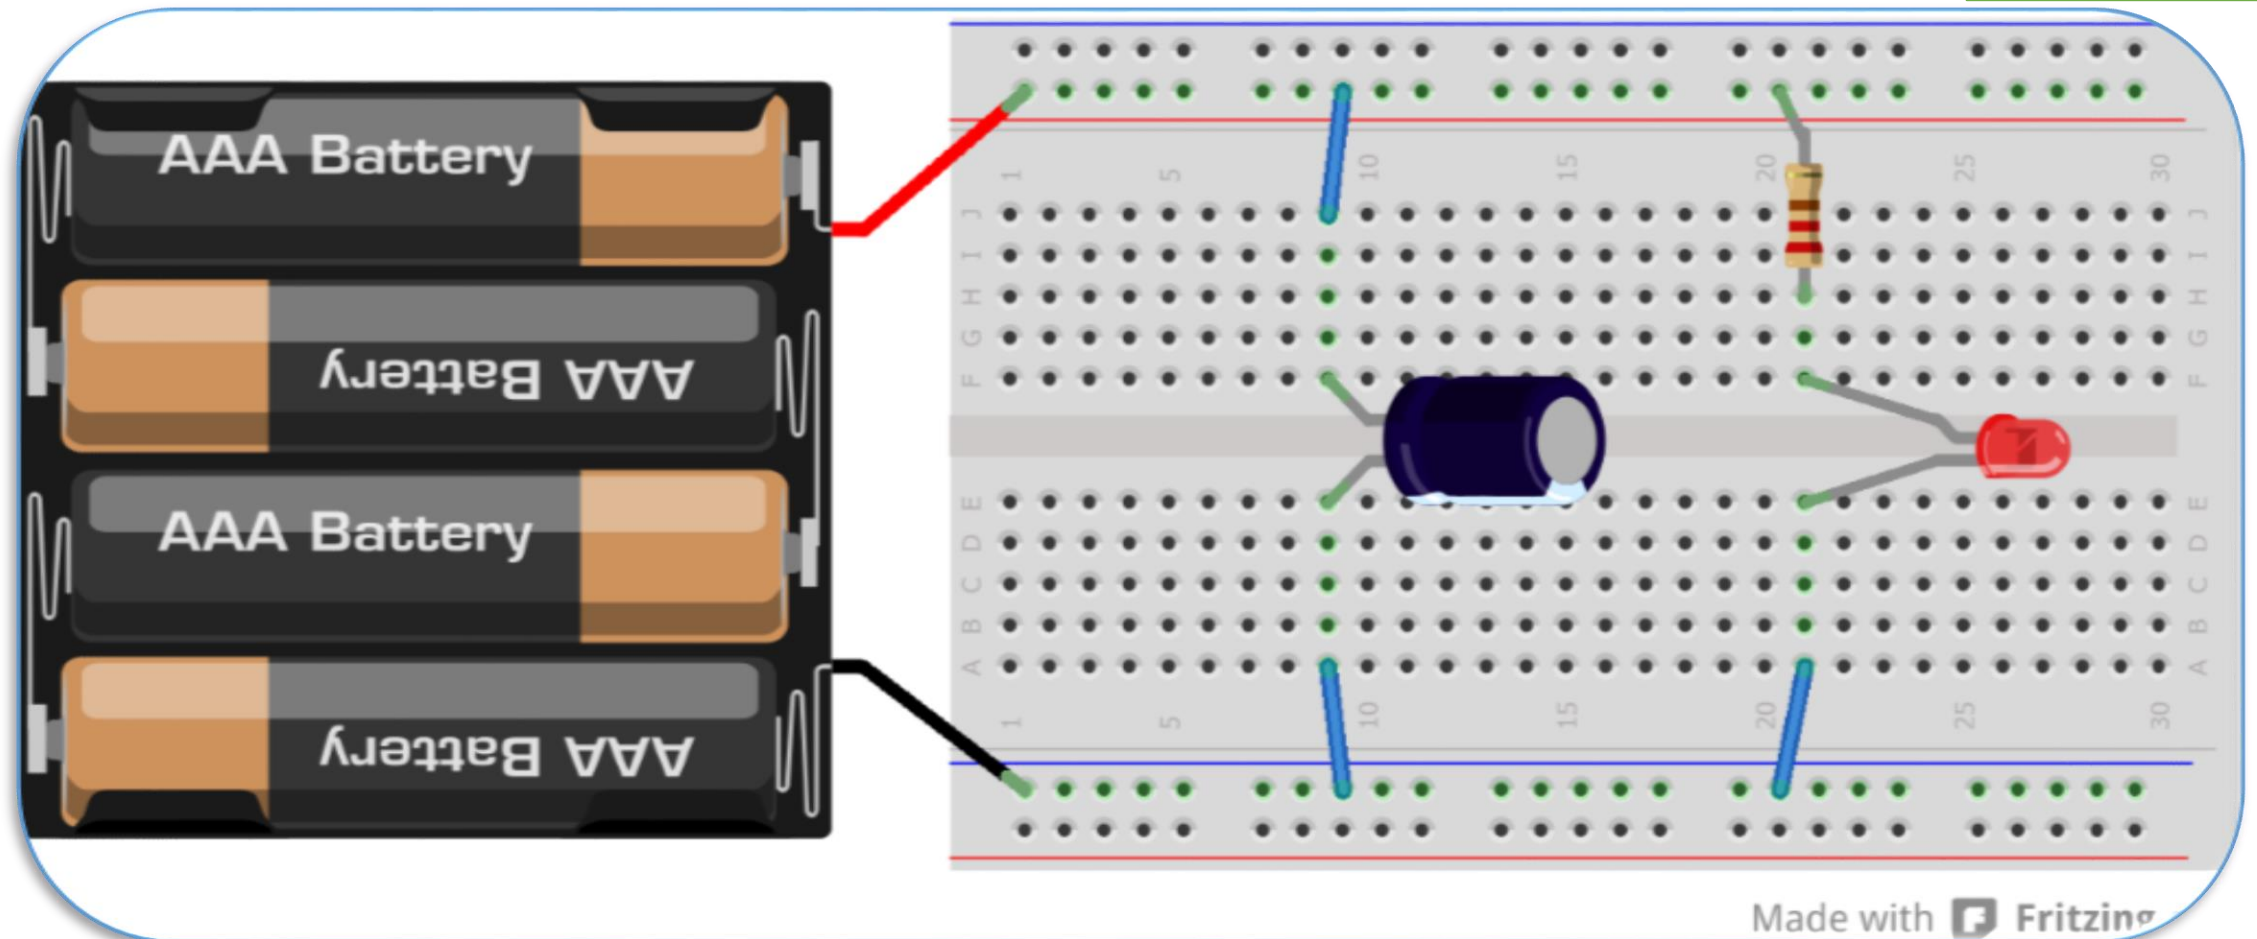 AAA Battery
AAA Battery
AAA Battery
AAA Battery
1 5 10 15 20 25 30
J J
I I
H H
G G
F F
E E
D D
C C
B B
A A
1 5 10 15 20 25 30
Made with Fritzing